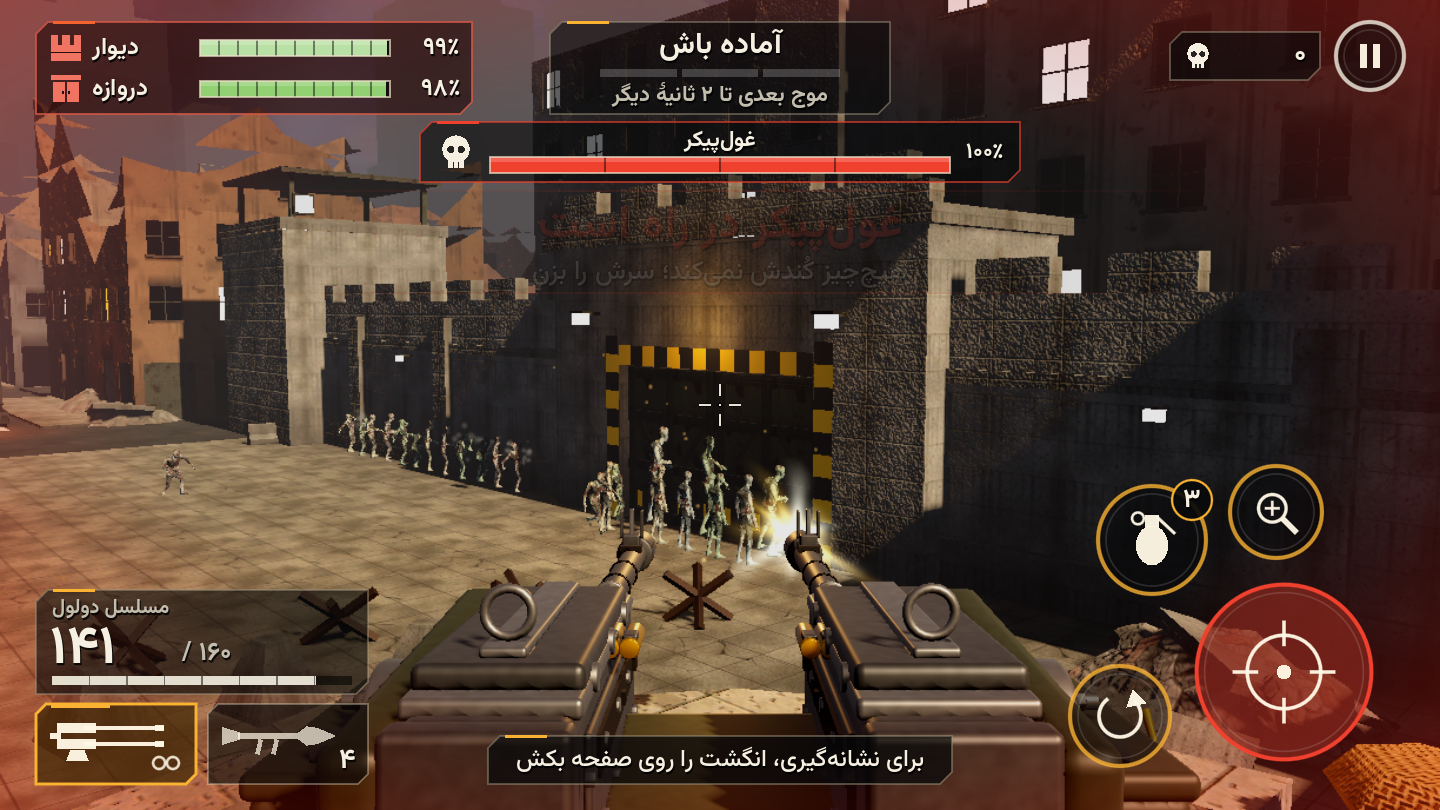 دیوار ۹۹٪
دروازه ۹۸٪
آماده باش
موج بعدی تا ۲ ثانیهٔ دیگر
۰
غول‌پیکر
۱۰۰٪
غول‌پیکر در راه است
هیچ‌چیز کُندش نمی‌کند؛ سرش را بزن
۳
مسلسل دولول
۱۴۱ / ۱۶۰
∞
۴
برای نشانه‌گیری، انگشت را روی صفحه بکش